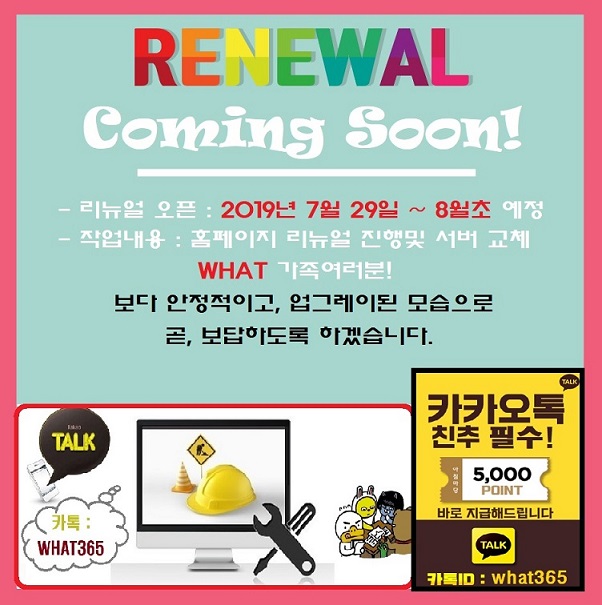 RENEWAL
Coming Soon!
- 리뉴얼 오픈 : 2019년 7월 29일 ~ 8월초 예정
- 작업내용 : 홈페이지 리뉴얼 진행및 서버 교체
WHAT 가족여러분!
보다 안정적이고, 업그레이된 모습으로
곧, 보답하도록 하겠습니다.
TALK
카톡 :
WHAT365
TALK
카카오톡
친추 필수!
5,000
POINT
바로 지급해드립니다
TALK
카톡ID : what365